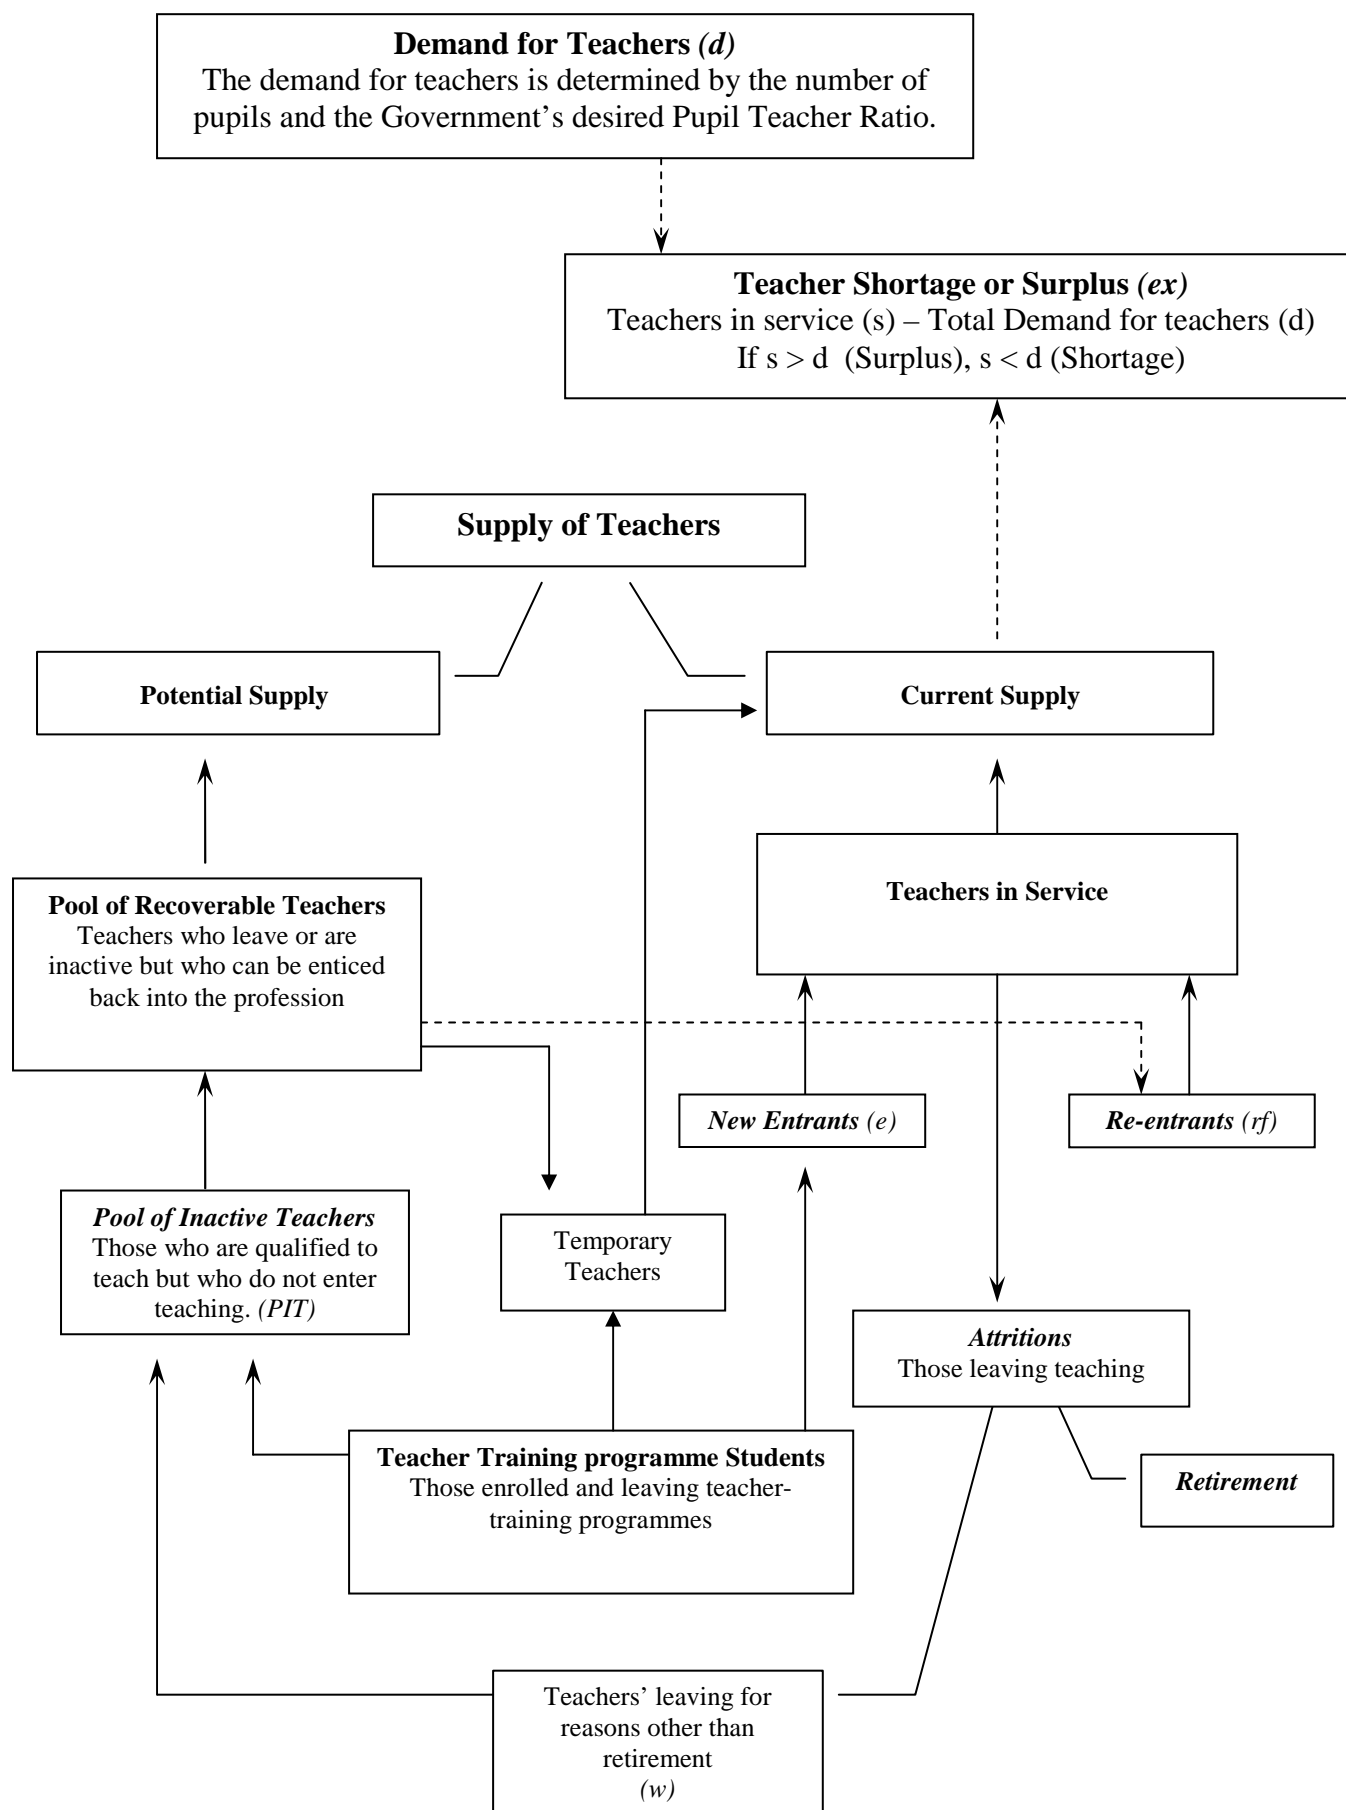 Demand for Teachers (d)
The demand for teachers is determined by the number of
pupils and the Government’s desired Pupil Teacher Ratio.
Teacher Shortage or Surplus (ex)
Teachers in service (s) – Total Demand for teachers (d)
If s > d  (Surplus), s < d (Shortage)
Supply of Teachers
Potential Supply
Current Supply
Pool of Recoverable Teachers
Teachers who leave or are
inactive but who can be enticed
back into the profession
Teachers in Service
New Entrants (e)
Re-entrants (rf)
Pool of Inactive Teachers
Those who are qualified to
teach but who do not enter
teaching. (PIT)
Temporary
Teachers
Attritions
Those leaving teaching
Teacher Training programme Students
Those enrolled and leaving teacher-
training programmes
Retirement
Teachers’ leaving for
reasons other than
retirement
(w)